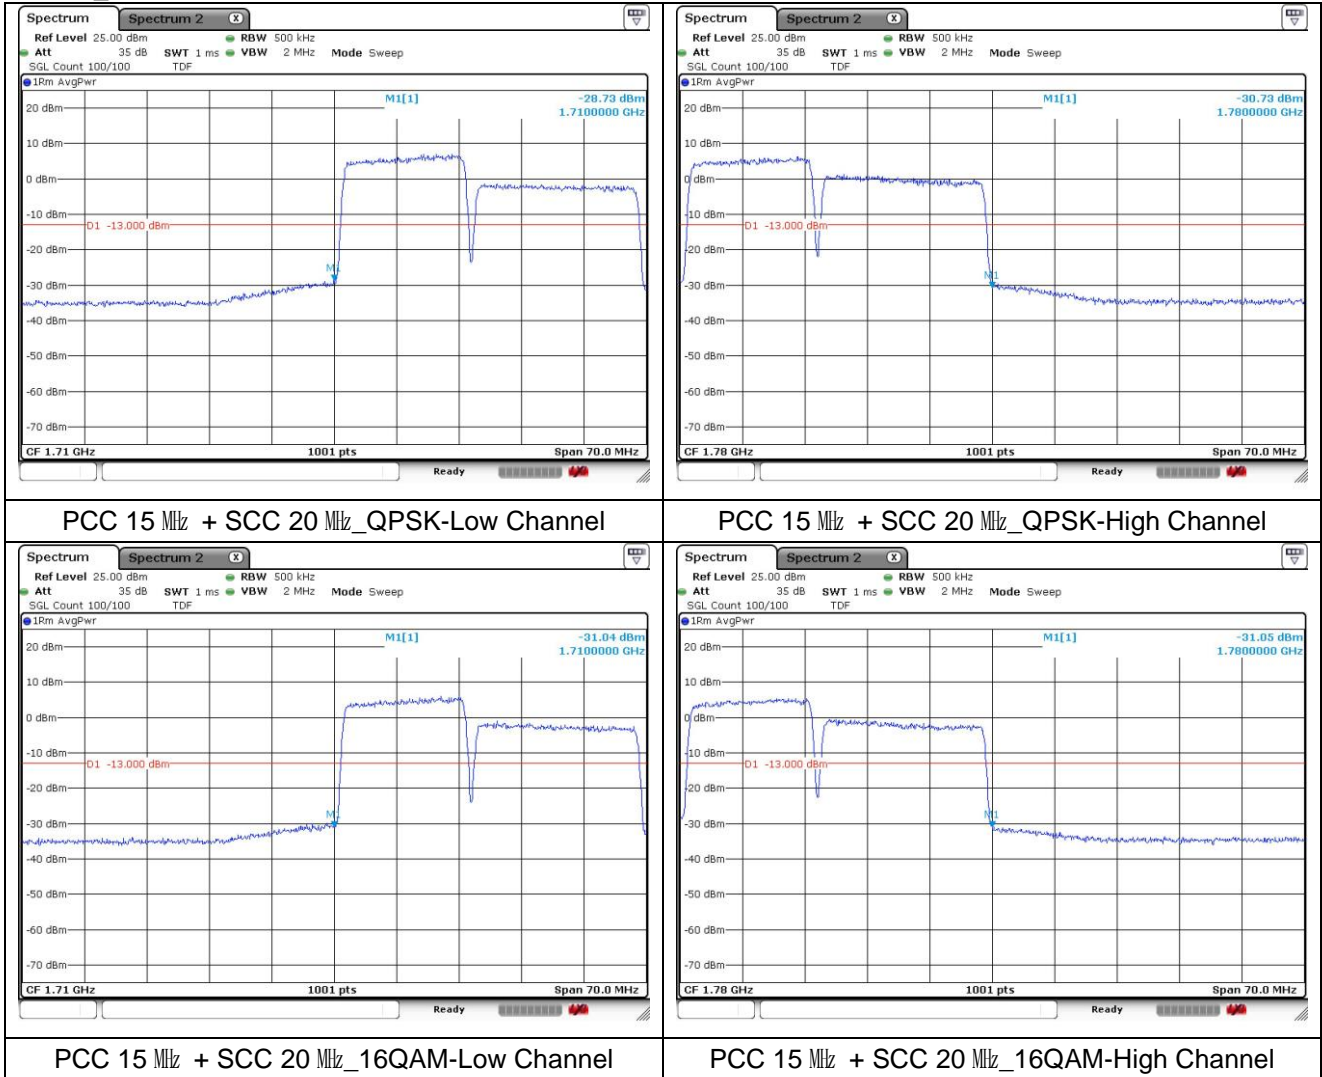 Spectrum Spectrum 2 X
Ref Level 25.00 dBm RBW 500 kHz
Att 35 dB SWT 1 ms VBW 2 MHz Mode Sweep
SGL Count 100/100 TDF
1Rm AvgPwr
M1[1] -28.73 dBm
1.7100000 GHz
20 dBm
10 dBm
0 dBm
-10 dBm
D1 -13.000 dBm
-20 dBm
M1
-30 dBm
-40 dBm
-50 dBm
-60 dBm
-70 dBm
CF 1.71 GHz 1001 pts Span 70.0 MHz
Ready
PCC 15 ㎒ + SCC 20 ㎒_QPSK-Low Channel
Spectrum Spectrum 2 X
Ref Level 25.00 dBm RBW 500 kHz
Att 35 dB SWT 1 ms VBW 2 MHz Mode Sweep
SGL Count 100/100 TDF
1Rm AvgPwr
M1[1] -30.73 dBm
1.7800000 GHz
20 dBm
10 dBm
0 dBm
-10 dBm
D1 -13.000 dBm
-20 dBm
M1
-30 dBm
-40 dBm
-50 dBm
-60 dBm
-70 dBm
CF 1.78 GHz 1001 pts Span 70.0 MHz
Ready
PCC 15 ㎒ + SCC 20 ㎒_QPSK-High Channel
Spectrum Spectrum 2 X
Ref Level 25.00 dBm RBW 500 kHz
Att 35 dB SWT 1 ms VBW 2 MHz Mode Sweep
SGL Count 100/100 TDF
1Rm AvgPwr
M1[1] -31.04 dBm
1.7100000 GHz
20 dBm
10 dBm
0 dBm
-10 dBm
D1 -13.000 dBm
-20 dBm
M1
-30 dBm
-40 dBm
-50 dBm
-60 dBm
-70 dBm
CF 1.71 GHz 1001 pts Span 70.0 MHz
Ready
PCC 15 ㎒ + SCC 20 ㎒_16QAM-Low Channel
Spectrum Spectrum 2 X
Ref Level 25.00 dBm RBW 500 kHz
Att 35 dB SWT 1 ms VBW 2 MHz Mode Sweep
SGL Count 100/100 TDF
1Rm AvgPwr
M1[1] -31.05 dBm
1.7800000 GHz
20 dBm
10 dBm
0 dBm
-10 dBm
D1 -13.000 dBm
-20 dBm
M1
-30 dBm
-40 dBm
-50 dBm
-60 dBm
-70 dBm
CF 1.78 GHz 1001 pts Span 70.0 MHz
Ready
PCC 15 ㎒ + SCC 20 ㎒_16QAM-High Channel